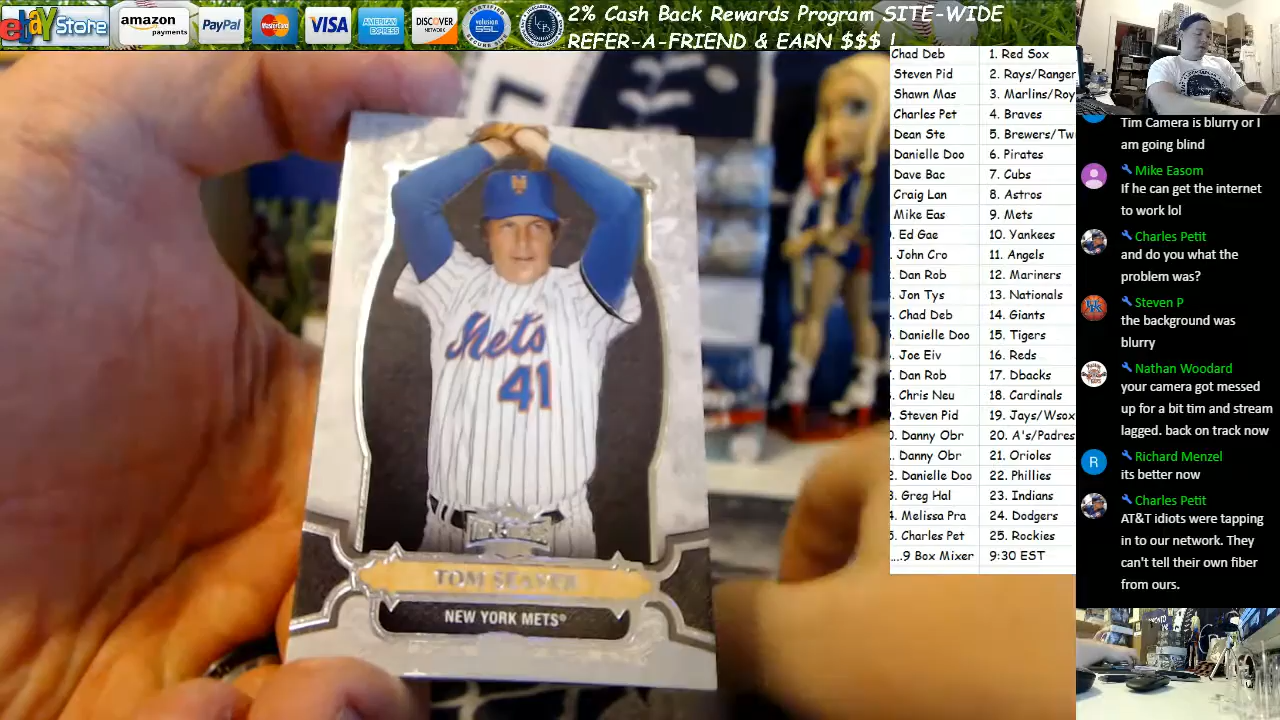 ebay Store
amazon
payments
PayPal
MasterCard
VISA
AMERICAN
EXPRESS
DISCOVER
NETWORK
SSL
2% Cash Back Rewards Program SITE-WIDE
REFER-A-FRIEND & EARN $$$ !
Chad Deb 1. Red Sox
Steven Pid 2. Rays/Ranger
Shawn Mas 3. Marlins/Roy
Charles Pet 4. Braves
Dean Ste 5. Brewers/Tw
Danielle Doo 6. Pirates
Dave Bac 7. Cubs
Craig Lan 8. Astros
Mike Eas 9. Mets
. Ed Gae 10. Yankees
. John Cro 11. Angels
Dan Rob 12. Mariners
. Jon Tys 13. Nationals
. Chad Deb 14. Giants
. Danielle Doo 15. Tigers
. Joe Eiv 16. Reds
. Dan Rob 17. Dbacks
. Chris Neu 18. Cardinals
. Steven Pid 19. Jays/Wsox
. Danny Obr 20. A's/Padres
. Danny Obr 21. Orioles
. Danielle Doo 22. Phillies
. Greg Hal 23. Indians
. Melissa Pra 24. Dodgers
. Charles Pet 25. Rockies
....9 Box Mixer 9:30 EST
Tim Camera is blurry or I
am going blind
Mike Easom
If he can get the internet
to work lol
Charles Petit
and do you what the
problem was?
Steven P
the background was
blurry
Nathan Woodard
your camera got messed
up for a bit tim and stream
lagged. back on track now
R
Richard Menzel
its better now
Charles Petit
AT&T idiots were tapping
in to our network. They
can't tell their own fiber
from ours.
7
Mets
41
TOM SEAVER
NEW YORK METS®